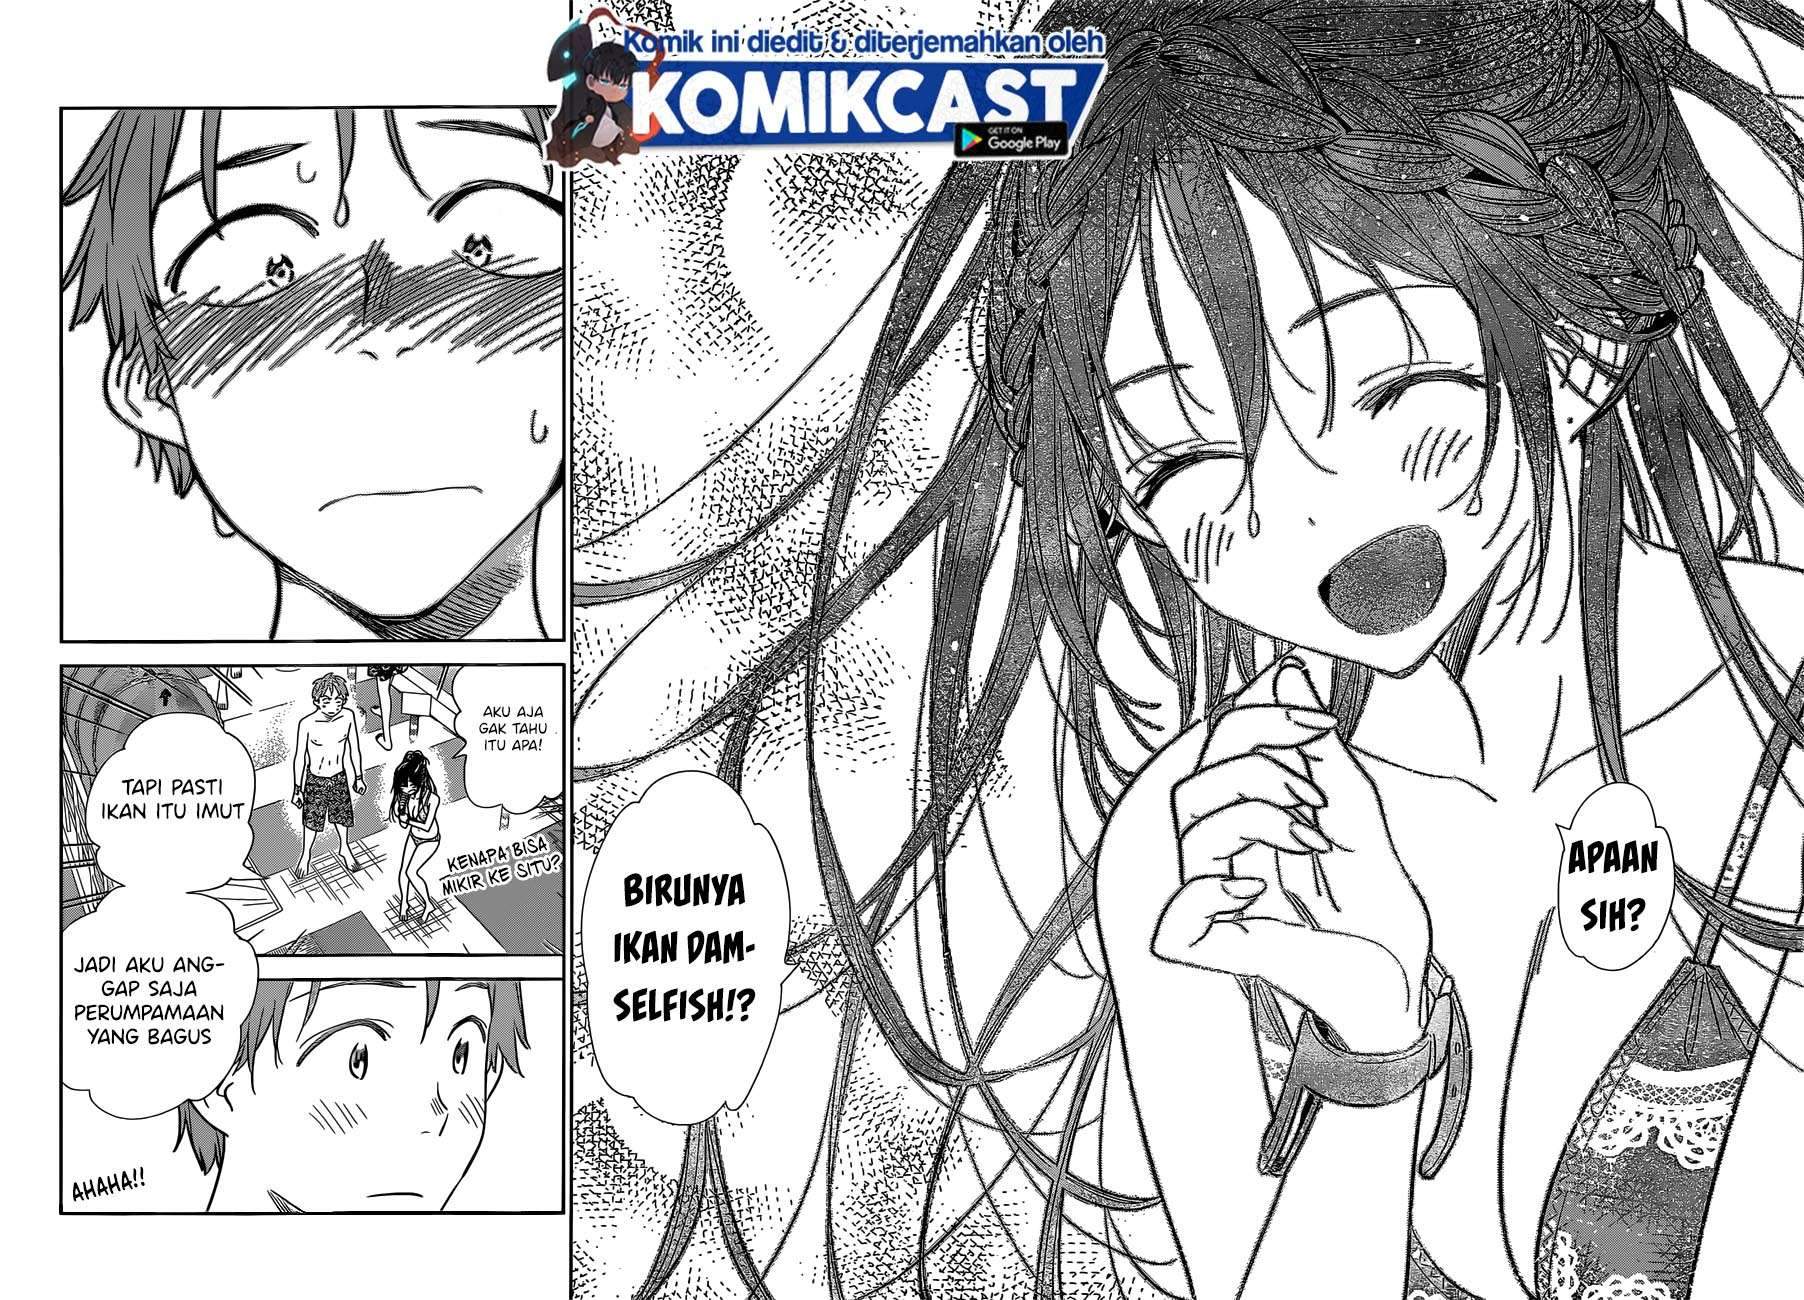 Komik ini diedit & diterjemahkan oleh
KOMIKCAST
GET IT ON
Google Play
APAAN
SIH?
BIRUNYA
IKAN DAM-
SELFISH!?
AKU AJA
GAK TAHU
ITU APA!
KENAPA BISA
MIKIR KE SITU?
TAPI PASTI
IKAN ITU IMUT
JADI AKU ANG-
GAP SAJA
PERUMPAMAAN
YANG BAGUS
AHAHA!!